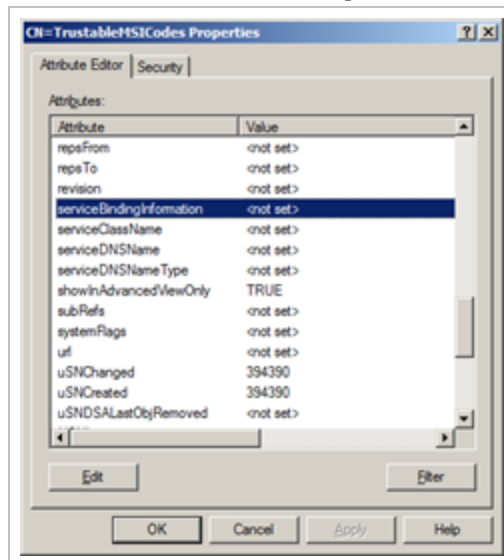 CN=TrustableMSICodes Properties
Attribute Editor Security
Attributes:
Attribute Value
repsFrom <not set>
repsTo <not set>
revision <not set>
serviceBindingInformation <not set>
serviceClassName <not set>
serviceDNSName <not set>
serviceDNSNameType <not set>
showInAdvancedViewOnly TRUE
subRefs <not set>
systemFlags <not set>
url <not set>
uSNChanged 394390
uSNCreated 394390
uSNDSALastObjRemoved <not set>
Edit Filter
OK Cancel Apply Help